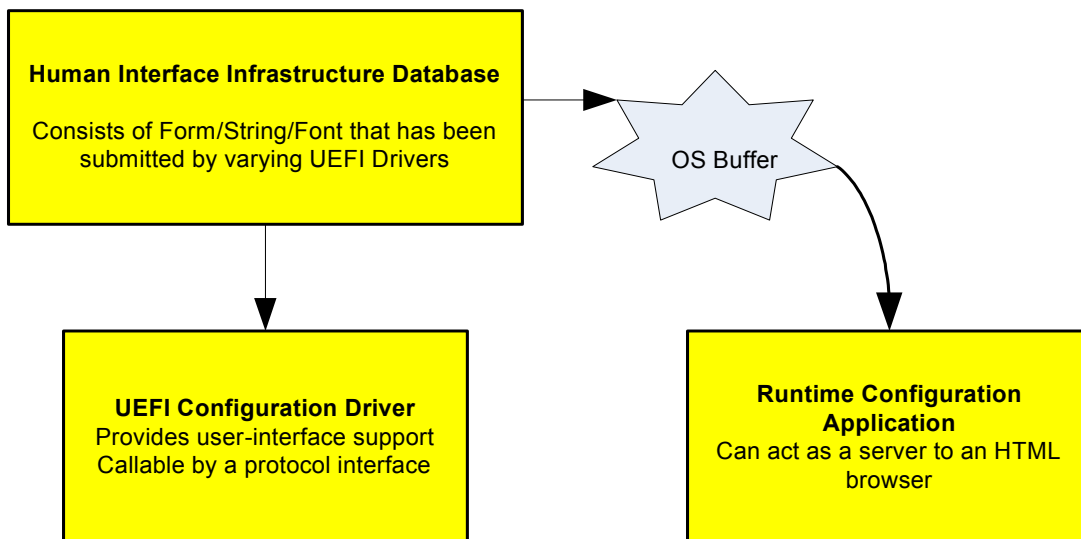 Human Interface Infrastructure Database
Consists of Form/String/Font that has been
submitted by varying UEFI Drivers
OS Buffer
UEFI Configuration Driver
Provides user-interface support
Callable by a protocol interface
Runtime Configuration
Application
Can act as a server to an HTML
browser